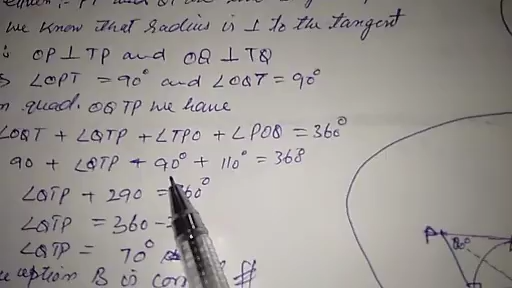 we know that radius is ⊥ to the tangent
∴ OP ⊥ TP and OQ ⊥ TQ
∠OPT = 90° and ∠OQT = 90°
quad. OQTP we have
∠OQT + ∠QTP + ∠TPO + ∠POQ = 360°
90 + ∠QTP + 90° + 110° = 360
∠QTP + 290 = 360°
∠QTP = 360 -
∠QTP = 70°
option B is
P
80°